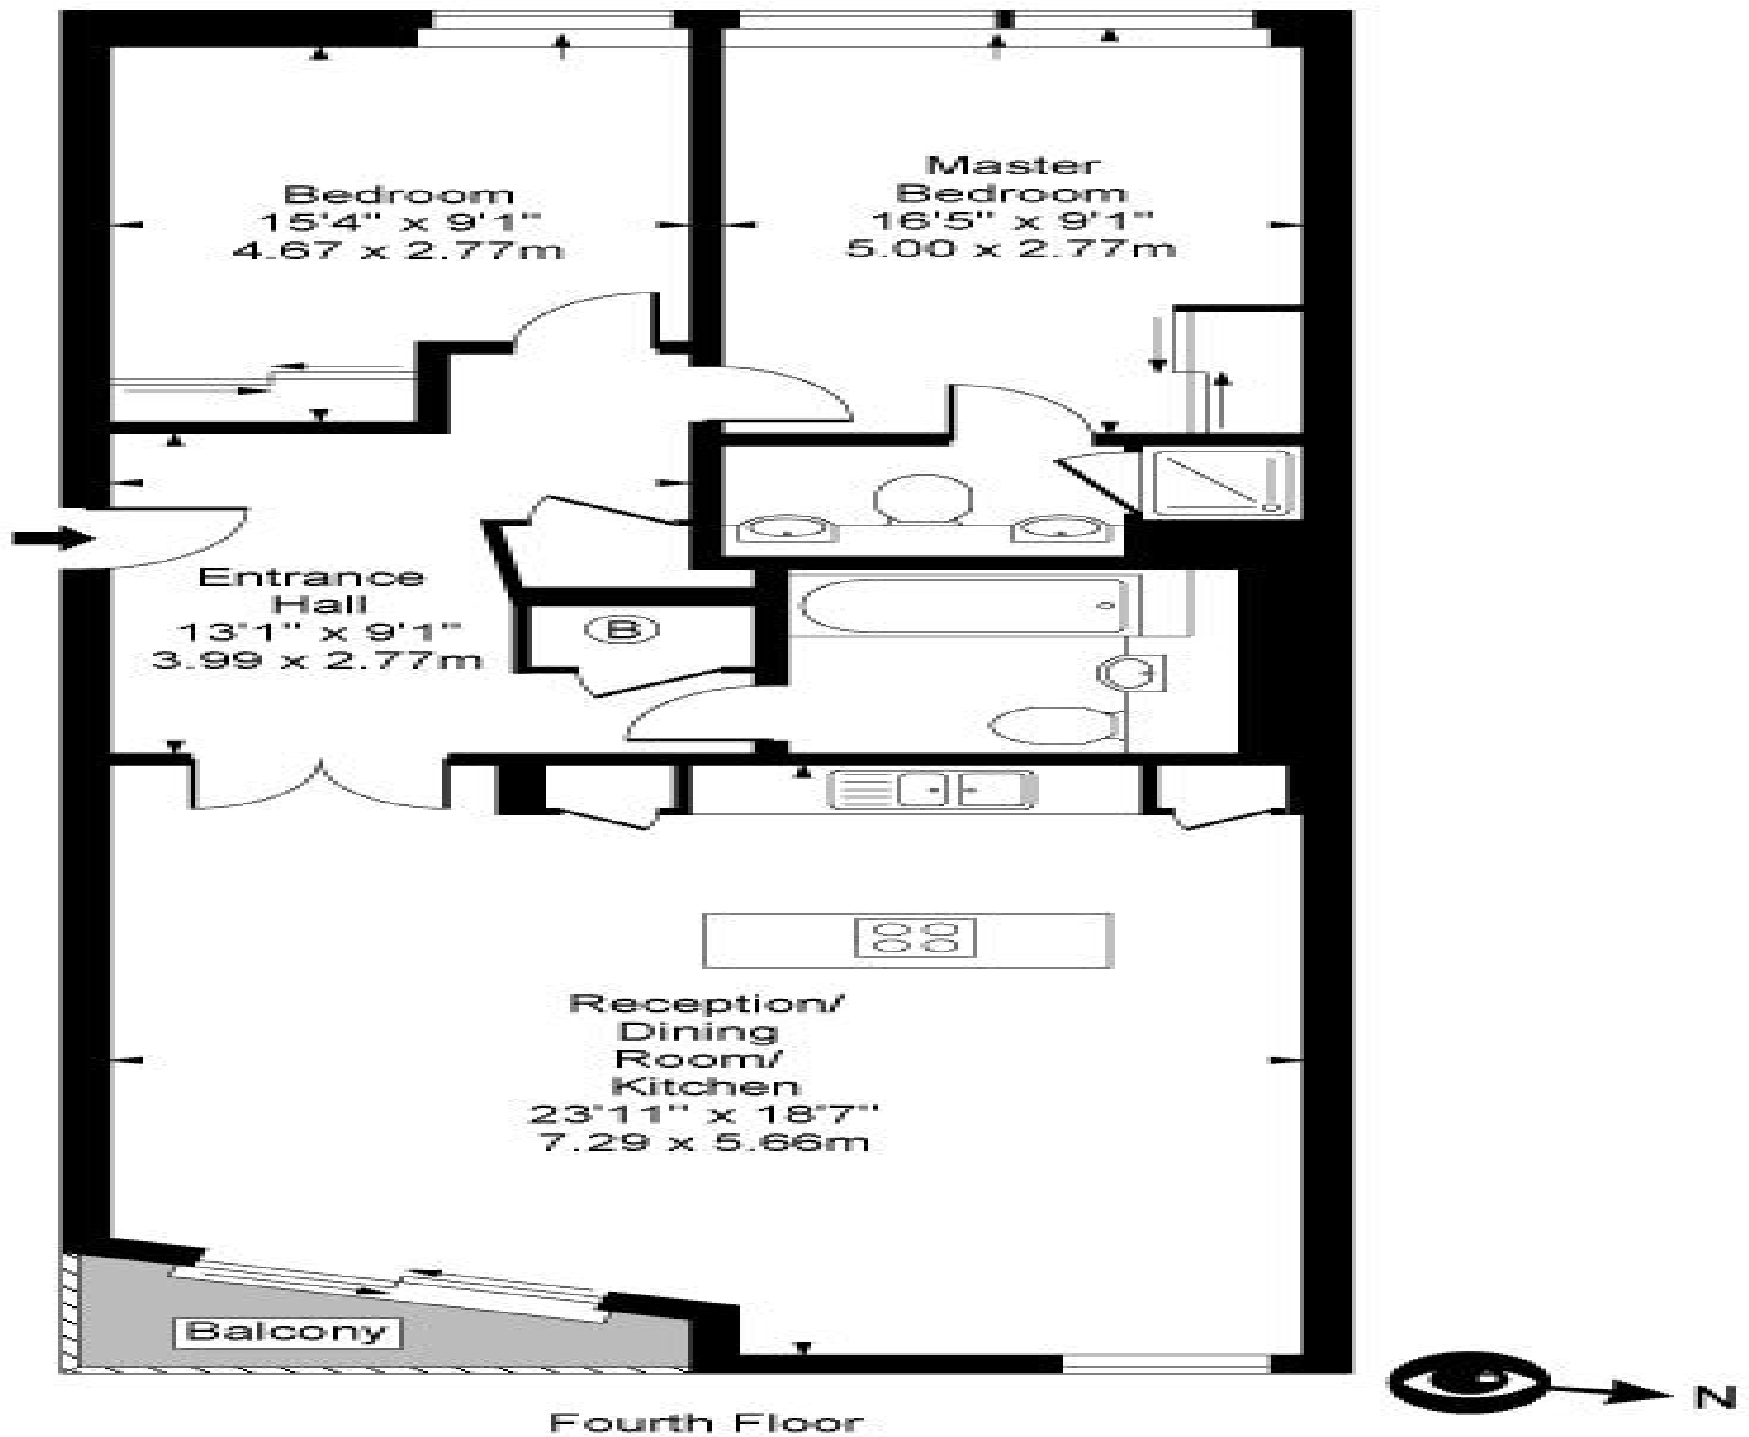 Bedroom
15'4" x 9'1"
4.67 x 2.77m
Master
Bedroom
16'5" x 9'1"
5.00 x 2.77m
Entrance
Hall
13'1" x 9'1"
3.99 x 2.77m
B
Reception/
Dining
Room/
Kitchen
23'11" x 18'7"
7.29 x 5.66m
Balcony
N
Fourth Floor